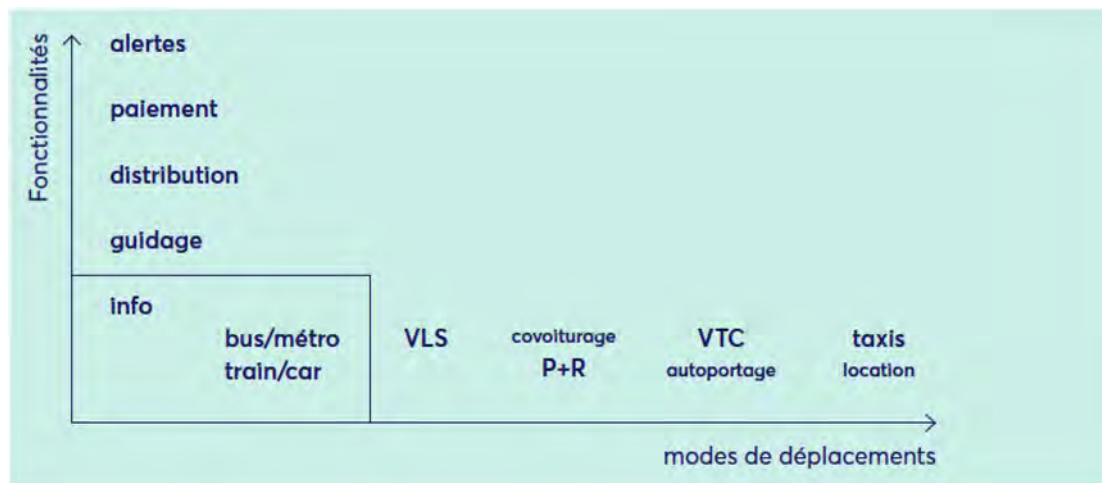 Fonctionnalités
alertes
paiement
distribution
guidage
info
bus/métro
train/car
VLS
covoiturage
P+R
VTC
autoportage
taxis
location
modes de déplacements